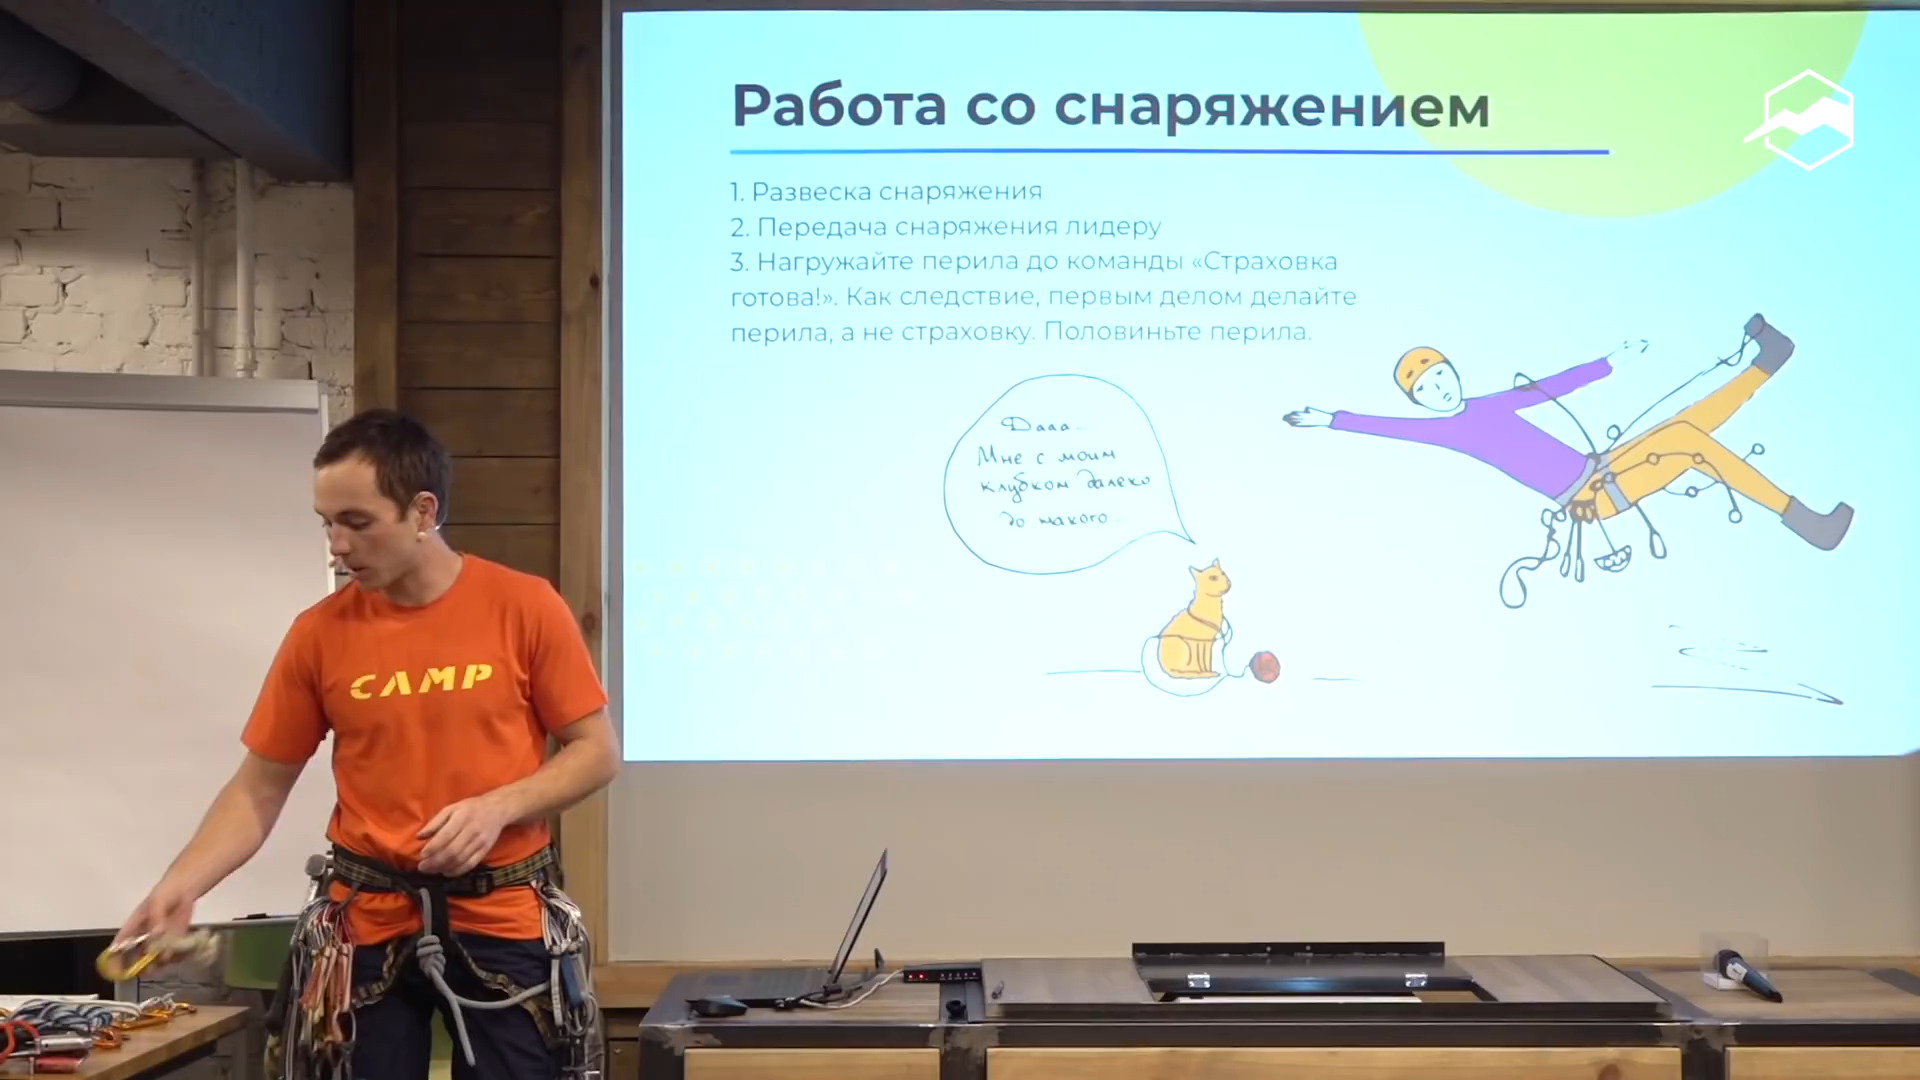 Работа со снаряжением
1. Развеска снаряжения
2. Передача снаряжения лидеру
3. Нагружайте перила до команды «Страховка
готова!». Как следствие, первым делом делайте
перила, а не страховку. Половиньте перила.
Дааа...
Мне с моим
клубком далеко
до такого...
CAMP